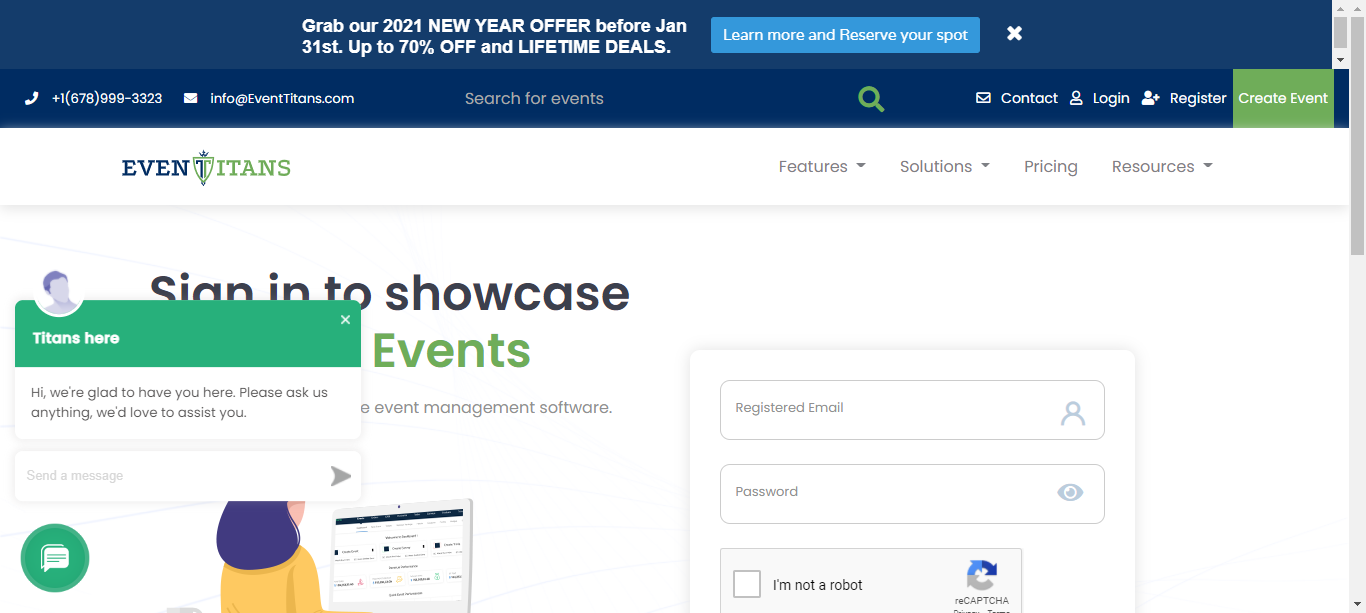 Grab our 2021 NEW YEAR OFFER before Jan
31st. Up to 70% OFF and LIFETIME DEALS.
Learn more and Reserve your spot
+1(678)999-3323
info@EventTitans.com
Search for events
Contact
Login
Register
Create Event
EVENTITANS
Features
Solutions
Pricing
Resources
Sign in to showcase
Events
e event management software.
Titans here
Hi, we're glad to have you here. Please ask us
anything, we'd love to assist you.
Send a message
Registered Email
Password
I'm not a robot
reCAPTCHA
Privacy - Terms